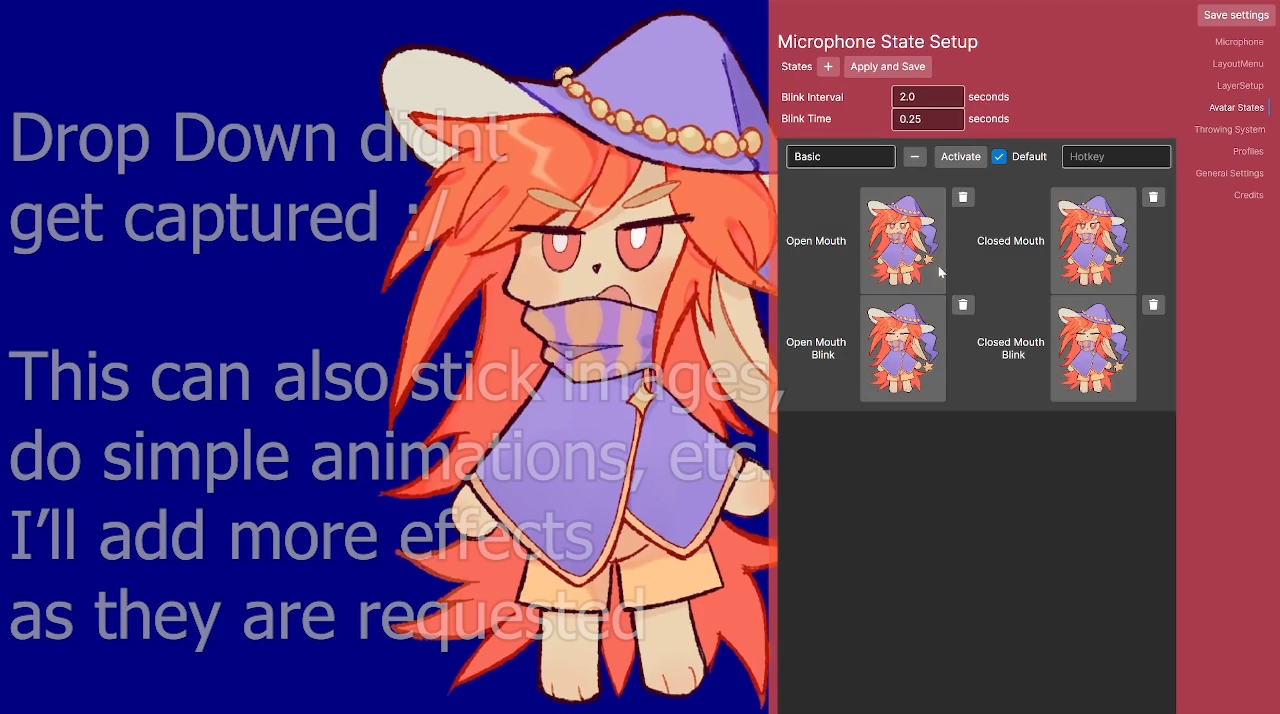 Drop Down didnt
get captured :/
This can also stick images,
do simple animations, etc.
I'll add more effects
as they are requested
Save settings
Microphone
LayoutMenu
LayerSetup
Avatar States
Throwing System
Profiles
General Settings
Credits
Microphone State Setup
States + Apply and Save
Blink Interval 2.0 seconds
Blink Time 0.25 seconds
Basic − Activate Default Hotkey
Open Mouth
Closed Mouth
Open Mouth
Blink
Closed Mouth
Blink